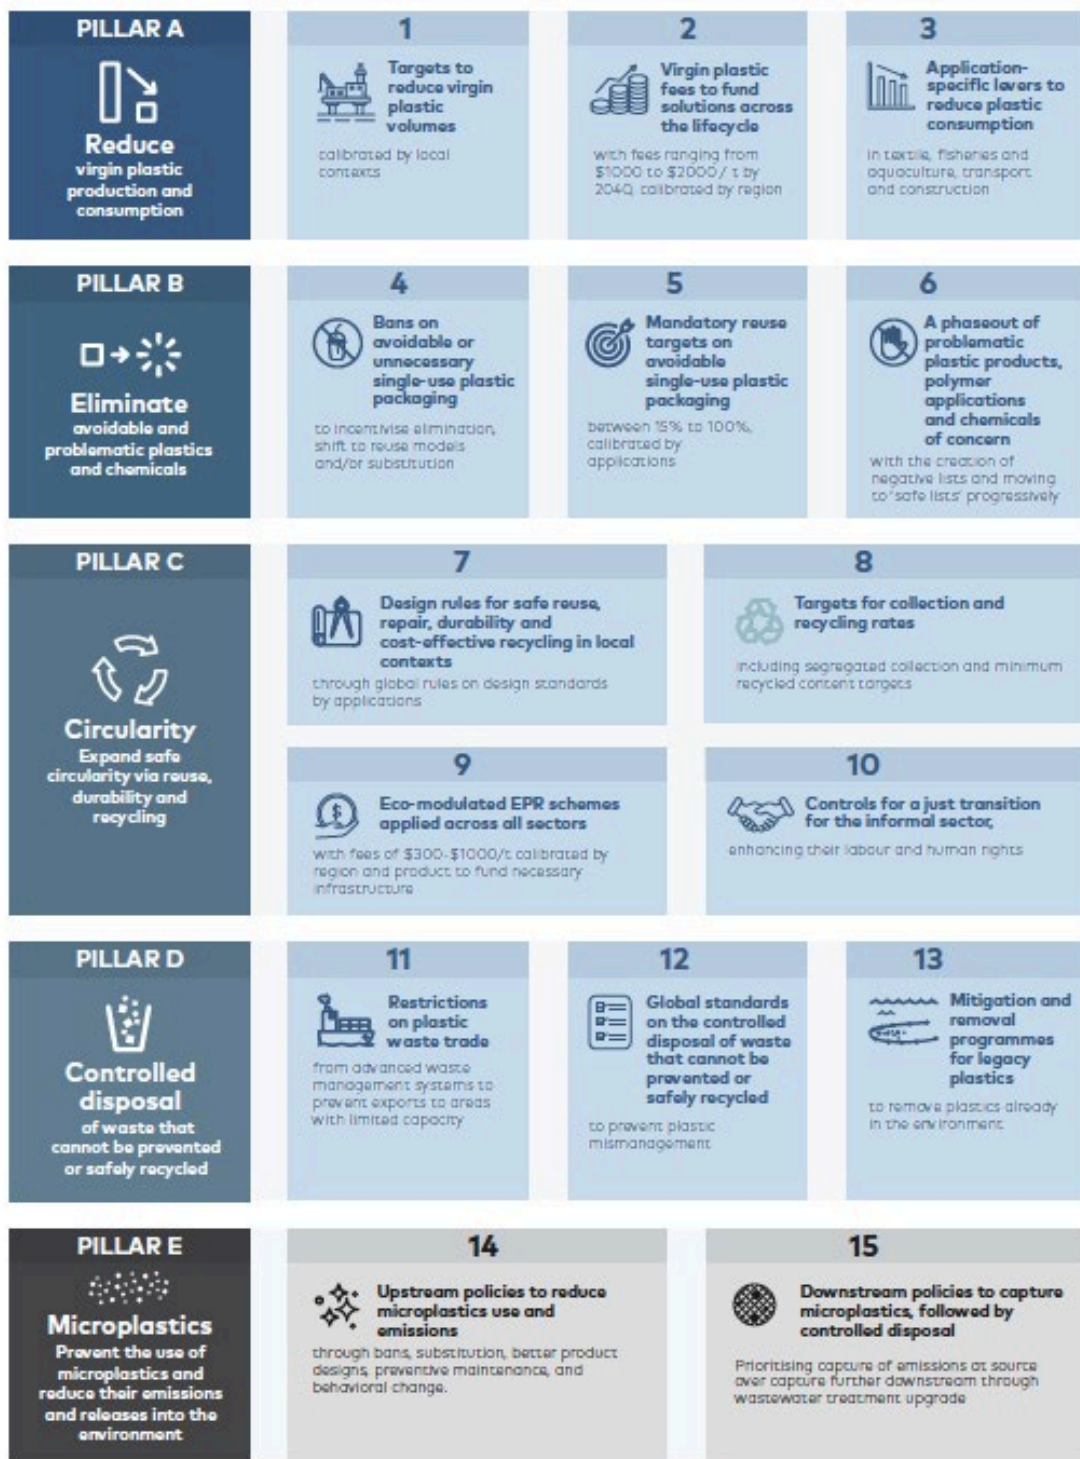 PILLAR A
Reduce
virgin plastic
production and
consumption
1
Targets to
reduce virgin
plastic
volumes
calibrated by local
contexts
2
Virgin plastic
fees to fund
solutions across
the lifecycle
with fees ranging from
$1000 to $2000 / t by
2040, calibrated by region
3
Application-
specific levers to
reduce plastic
consumption
in textile, fisheries and
aquaculture, transport
and construction
PILLAR B
Eliminate
avoidable and
problematic plastics
and chemicals
4
Bans on
avoidable or
unnecessary
single-use plastic
packaging
to incentivise elimination,
shift to reuse models
and/or substitution
5
Mandatory reuse
targets on
avoidable
single-use plastic
packaging
between 15% to 100%,
calibrated by
applications
6
A phaseout of
problematic
plastic products,
polymer
applications
and chemicals
of concern
with the creation of
negative lists and moving
to 'safe lists' progressively
PILLAR C
Circularity
Expand safe
circularity via reuse,
durability and
recycling
7
Design rules for safe reuse,
repair, durability and
cost-effective recycling in local
contexts
through global rules on design standards
by applications
8
Targets for collection and
recycling rates
including segregated collection and minimum
recycled content targets
9
Eco-modulated EPR schemes
applied across all sectors
with fees of $300-$1000/t calibrated by
region and product to fund necessary
infrastructure
10
Controls for a just transition
for the informal sector,
enhancing their labour and human rights
PILLAR D
Controlled
disposal
of waste that
cannot be prevented
or safely recycled
11
Restrictions
on plastic
waste trade
from advanced waste
management systems to
prevent exports to areas
with limited capacity
12
Global standards
on the controlled
disposal of waste
that cannot be
prevented or
safely recycled
to prevent plastic
mismanagement
13
Mitigation and
removal
programmes
for legacy
plastics
to remove plastics already
in the environment
PILLAR E
Microplastics
Prevent the use of
microplastics and
reduce their emissions
and releases into the
environment
14
Upstream policies to reduce
microplastics use and
emissions
through bans, substitution, better product
designs, preventive maintenance, and
behavioral change.
15
Downstream policies to capture
microplastics, followed by
controlled disposal
Prioritising capture of emissions at source
over capture further downstream through
wastewater treatment upgrade